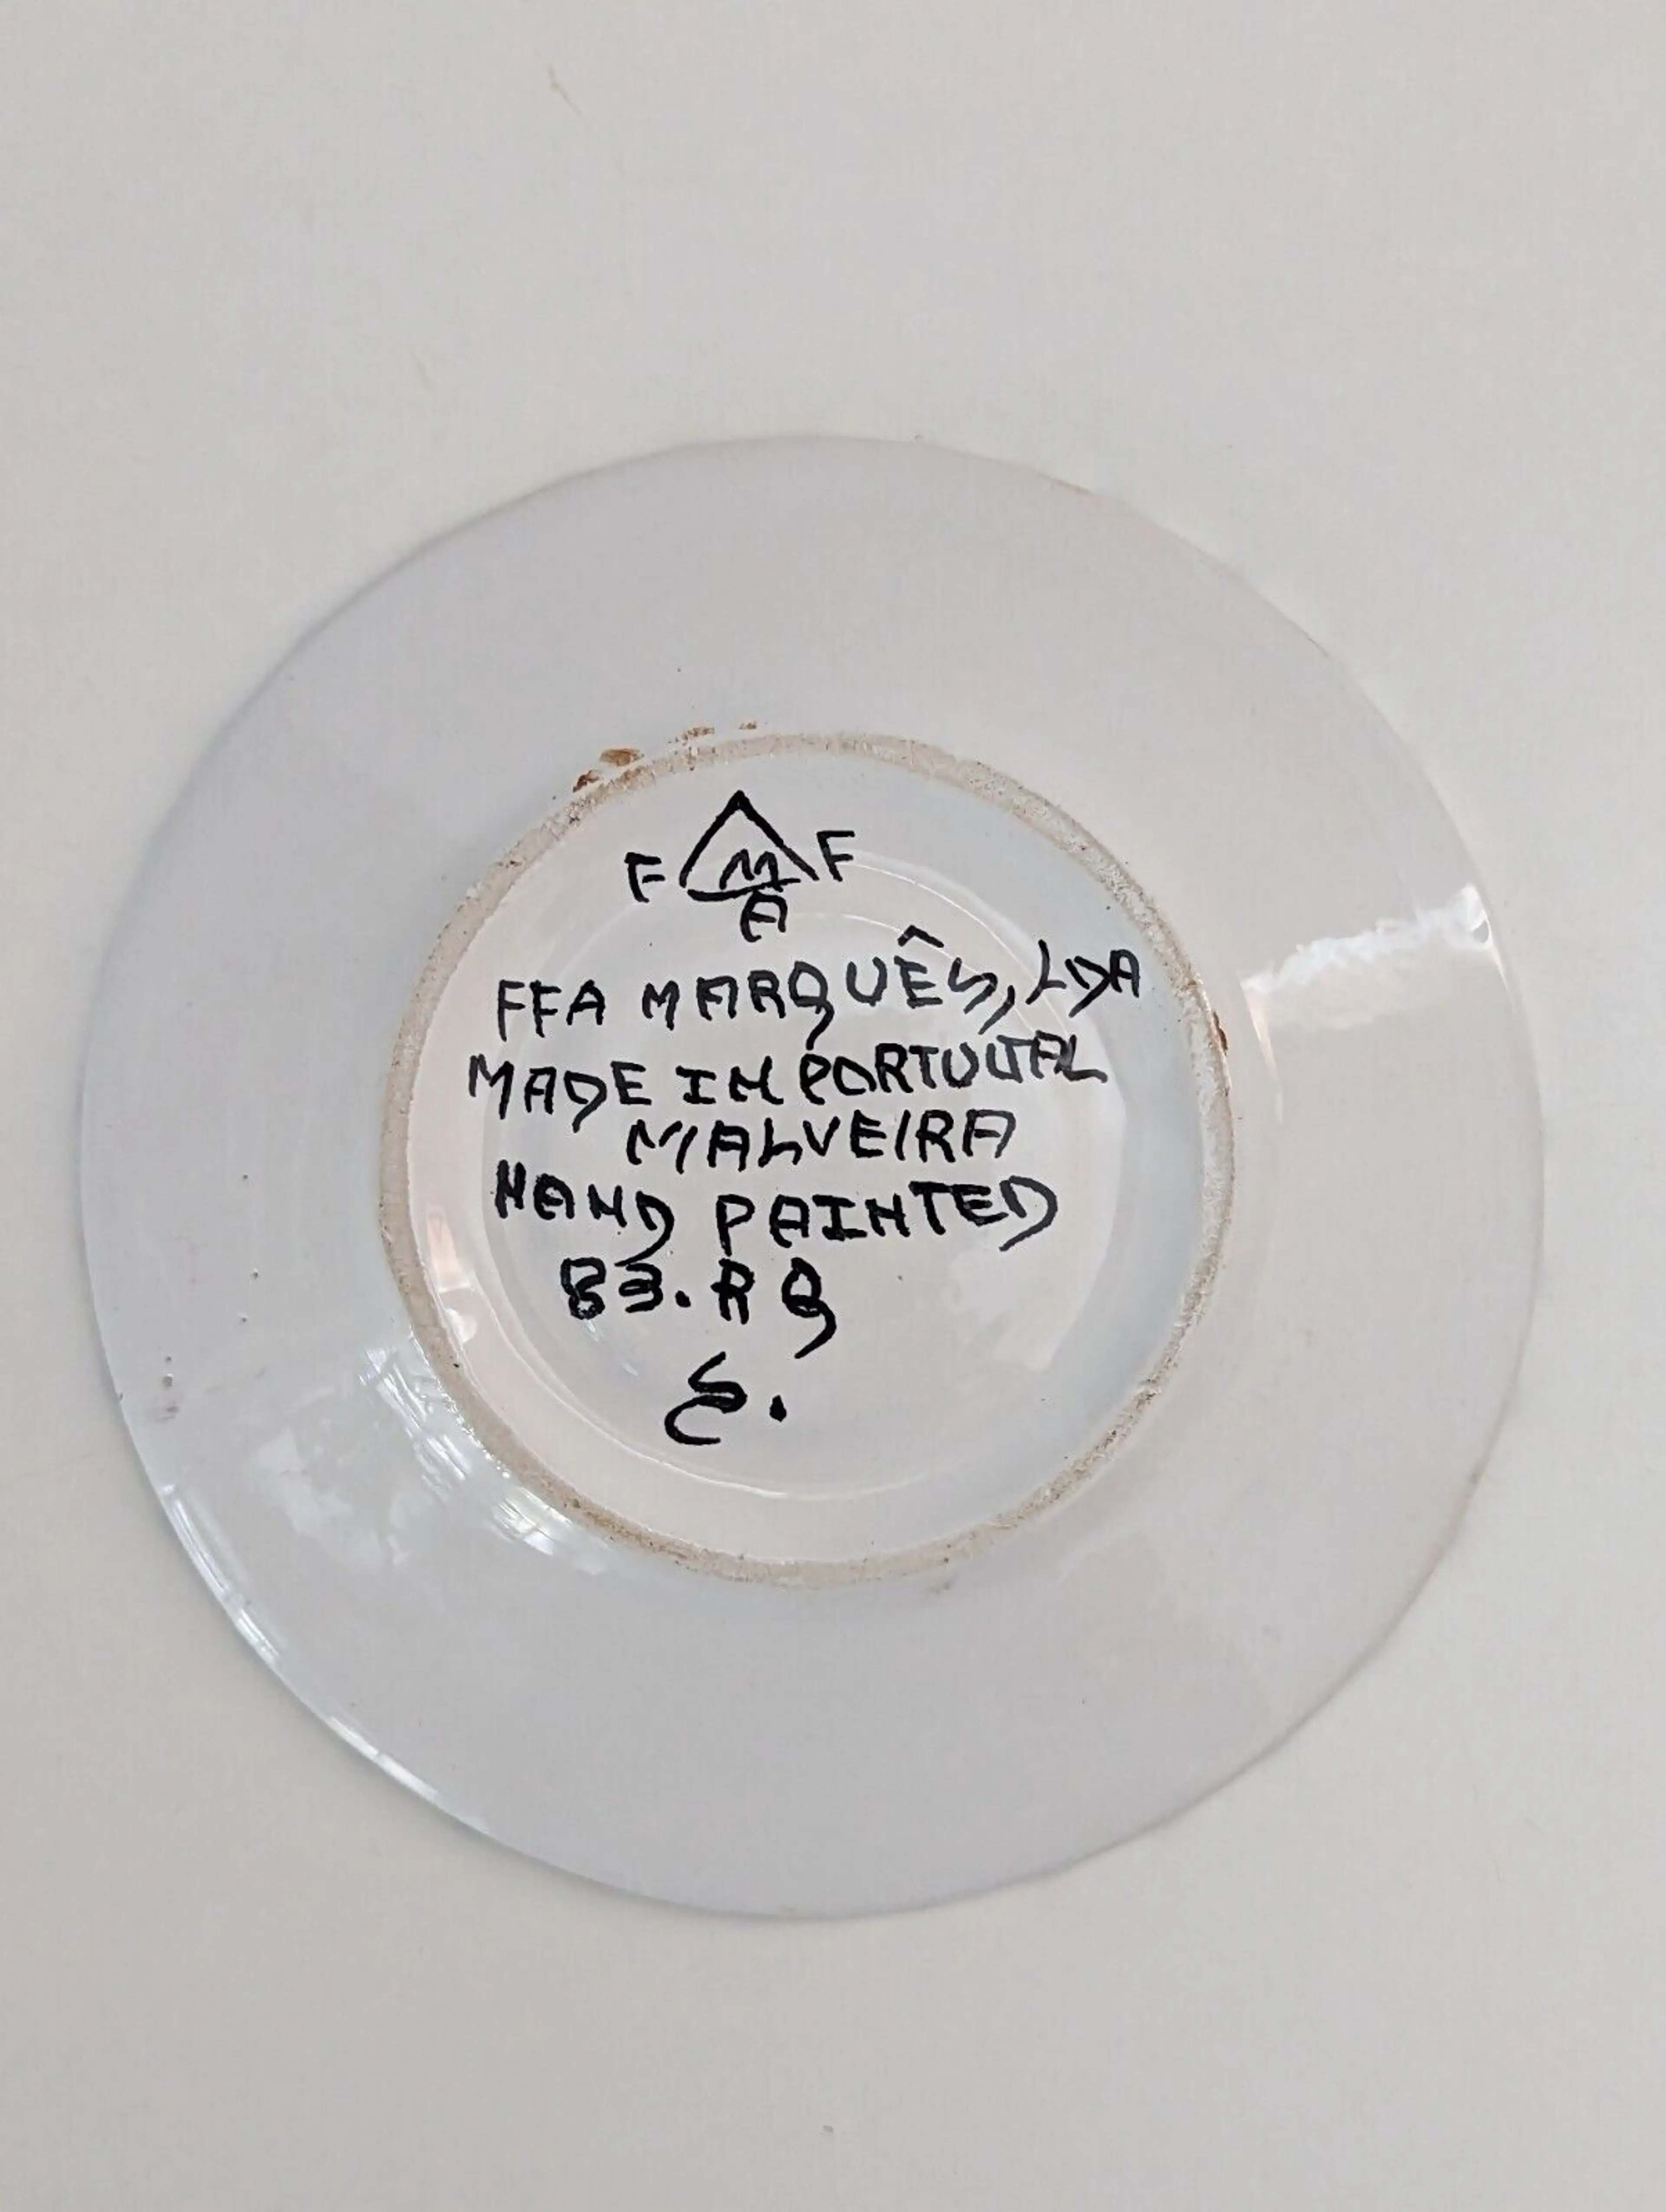 F M F
A
FFA MARQUÊS, LDA
MADE IN PORTUGAL
MALVEIRA
HAND PAINTED
83.RQ